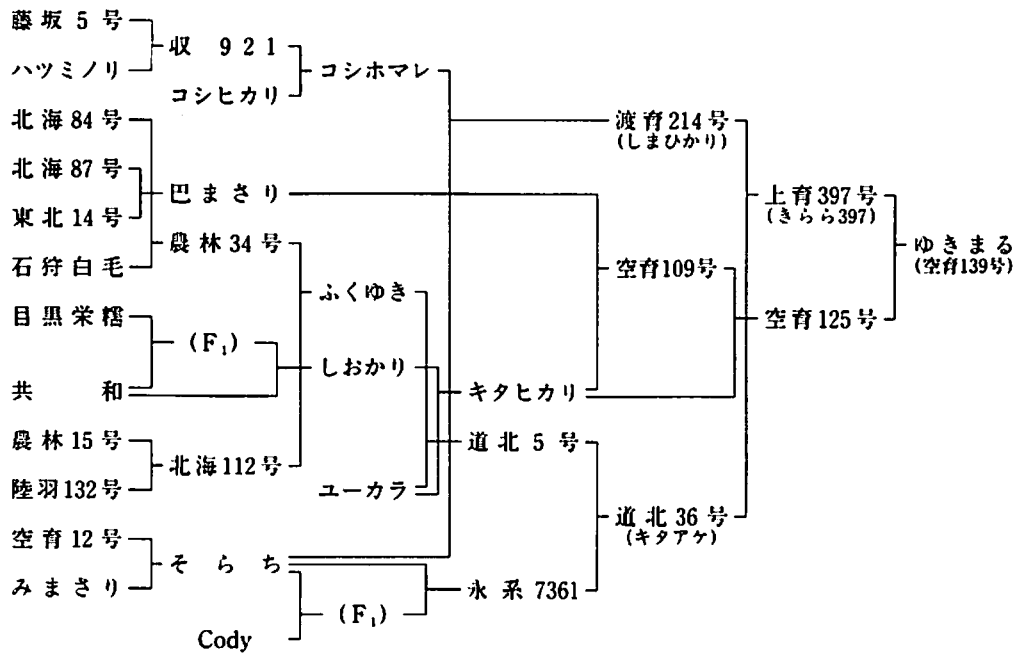 藤坂5号
収921
ハツミノリ
コシホマレ
コシヒカリ
北海84号
渡育214号
(しまひかり)
北海87号
巴まさり
上育397号
(きらら397)
東北14号
農林34号
ゆきまる
(空育139号)
石狩白毛
空育109号
ふくゆき
目黒栄糯
空育125号
(F₁)
しおかり
共和
キタヒカリ
農林15号
道北5号
北海112号
陸羽132号
ユーカラ
道北36号
(キタアケ)
空育12号
そらち
みまさり
永系7361
(F₁)
Cody